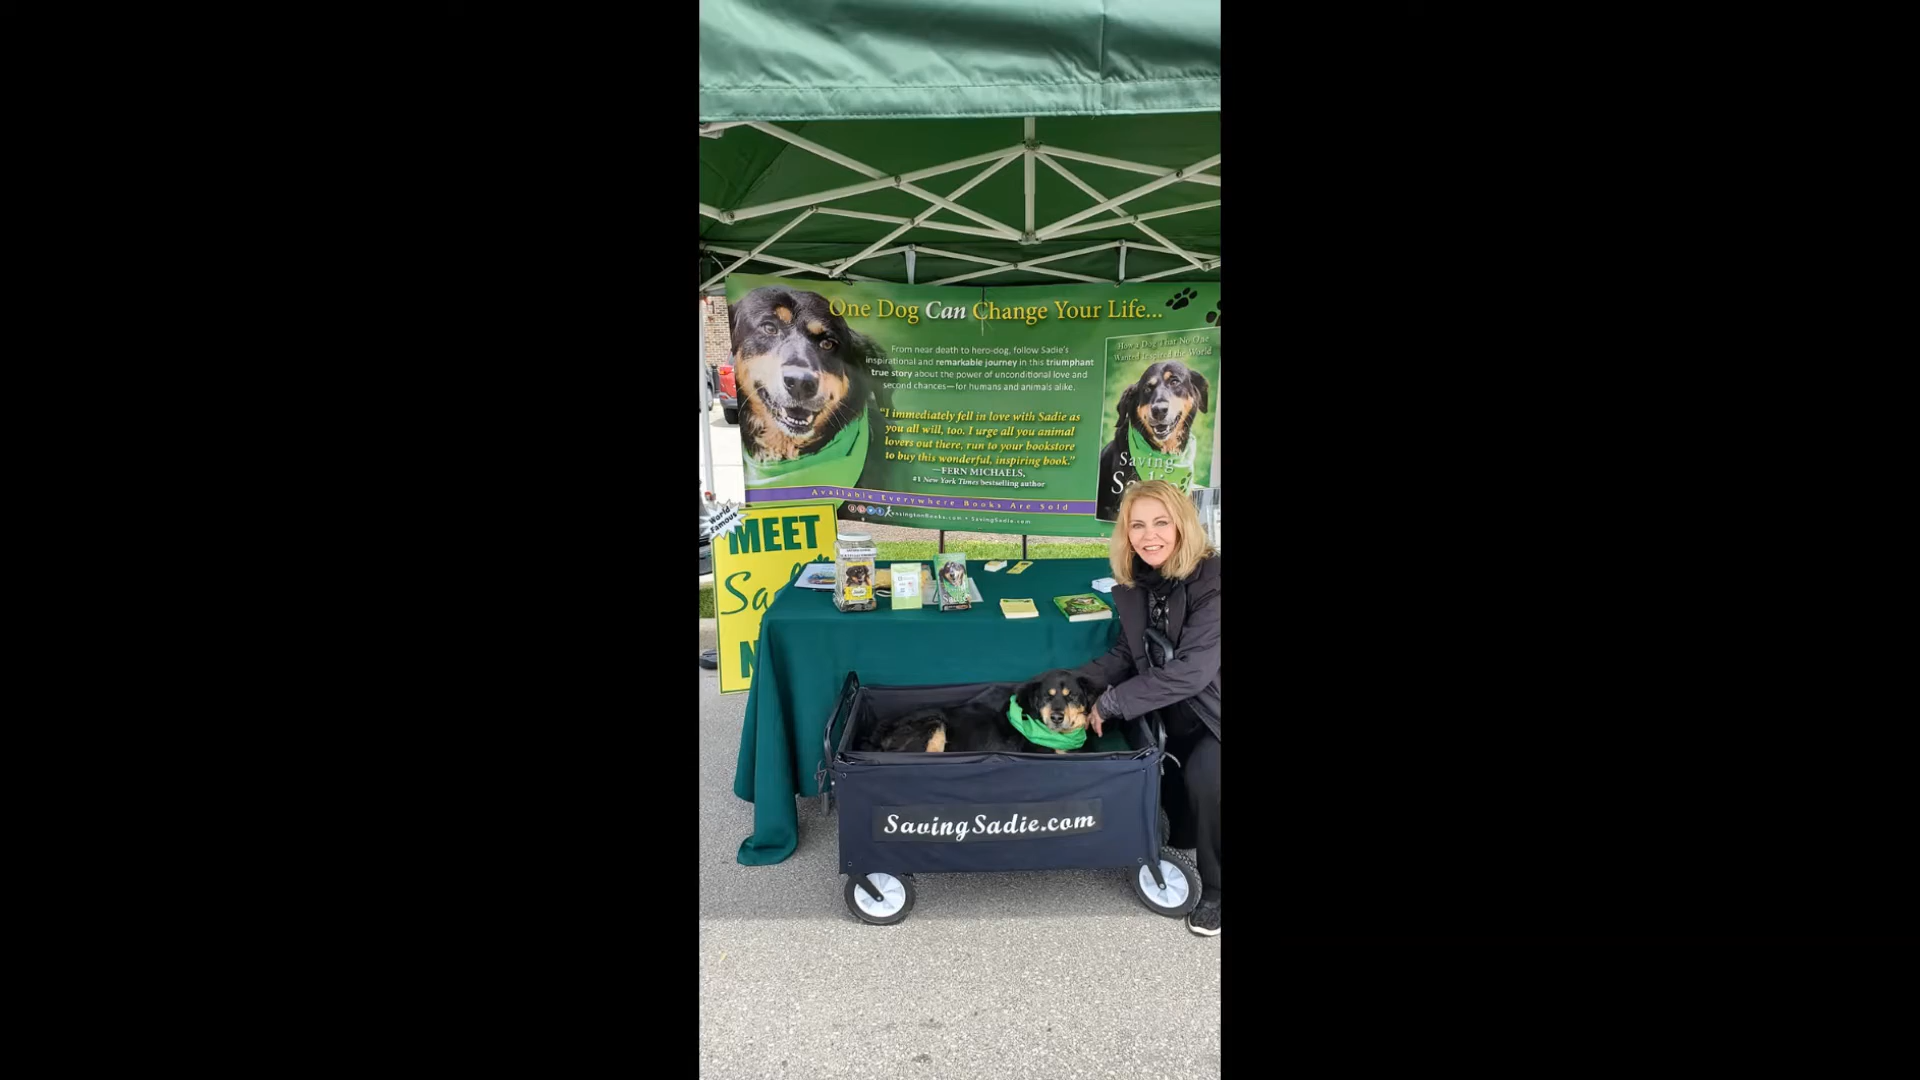 One Dog Can Change Your Life...
From near death to hero-dog, follow Sadie's
inspirational and remarkable journey in this triumphant
true story about the power of unconditional love and
second chances—for humans and animals alike.
"I immediately fell in love with Sadie as
you all will, too. I urge all you animal
lovers out there, run to your bookstore
to buy this wonderful, inspiring book."
—FERN MICHAELS,
#1 New York Times bestselling author
Available Everywhere Books Are Sold
KensingtonBooks.com • SavingSadie.com
How a Dog That No One
Wanted Inspired the World
Saving
World
Famous
MEET
SavingSadie.com